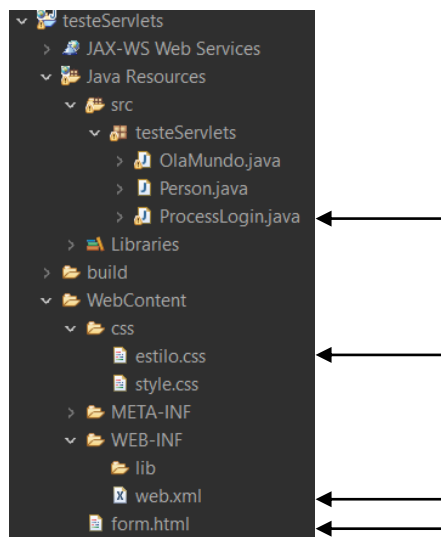 testeServlets
JAX-WS Web Services
Java Resources
src
testeServlets
OlaMundo.java
Person.java
ProcessLogin.java
Libraries
build
WebContent
css
estilo.css
style.css
META-INF
WEB-INF
lib
web.xml
form.html